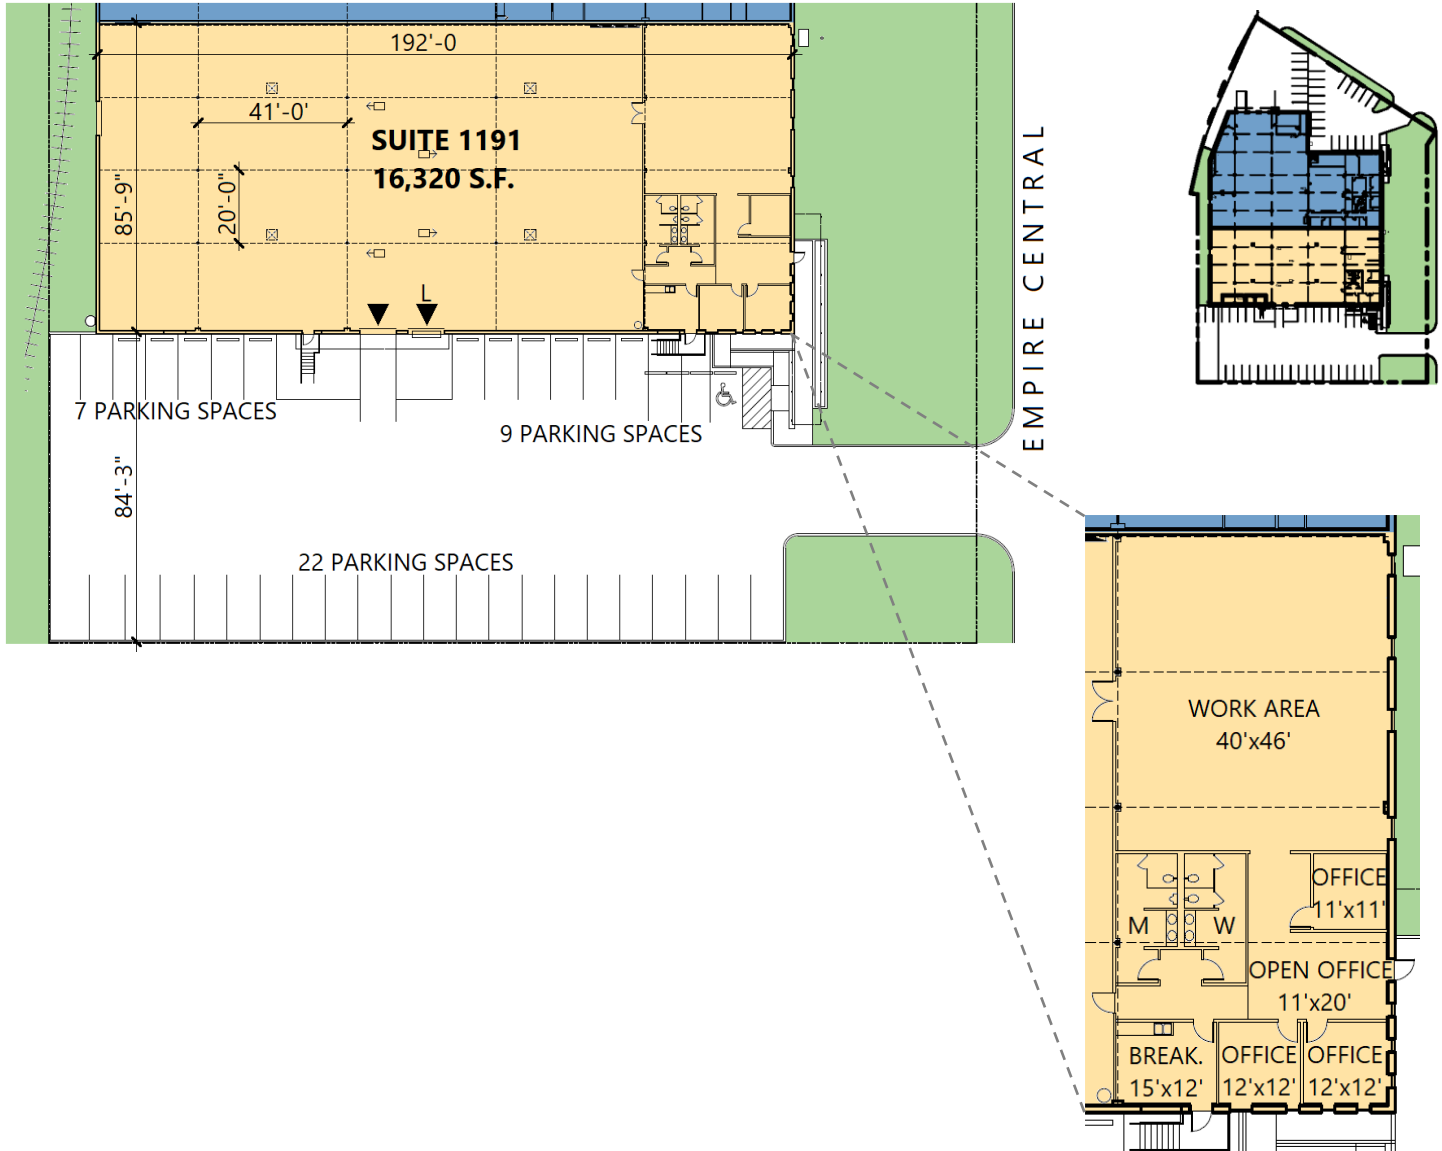 192'-0
41'-0'
SUITE 1191
16,320 S.F.
85'-9"
20'-0"
L
7 PARKING SPACES
9 PARKING SPACES
84'-3"
22 PARKING SPACES
EMPIRE CENTRAL
WORK AREA
40'x46'
OFFICE
11'x11'
M
W
OPEN OFFICE
11'x20'
BREAK.
15'x12'
OFFICE
12'x12'
OFFICE
12'x12'